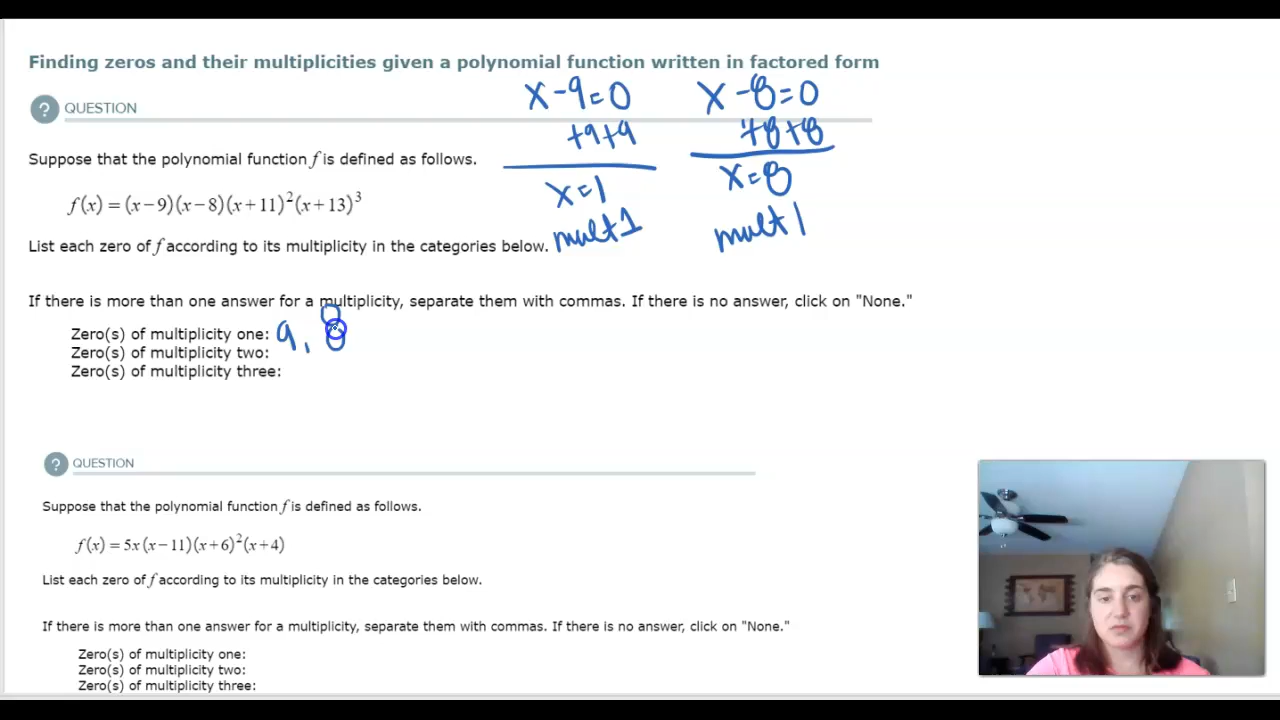 Finding zeros and their multiplicities given a polynomial function written in factored form
x-9=0
+9+9
x=1
mult 1
x-8=0
+8+8
x=8
mult 1
? QUESTION
Suppose that the polynomial function f is defined as follows.
f(x) = (x-9)(x-8)(x+11)²(x+13)³
List each zero of f according to its multiplicity in the categories below.
If there is more than one answer for a multiplicity, separate them with commas. If there is no answer, click on "None."
Zero(s) of multiplicity one: 9, 8
Zero(s) of multiplicity two:
Zero(s) of multiplicity three:
? QUESTION
Suppose that the polynomial function f is defined as follows.
f(x) = 5x(x-11)(x+6)²(x+4)
List each zero of f according to its multiplicity in the categories below.
If there is more than one answer for a multiplicity, separate them with commas. If there is no answer, click on "None."
Zero(s) of multiplicity one:
Zero(s) of multiplicity two:
Zero(s) of multiplicity three: